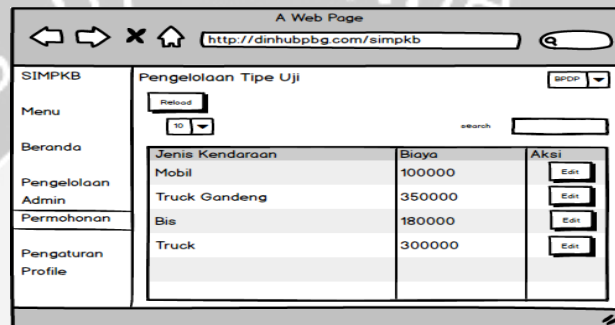 A Web Page
http://dinhubpbg.com/simpkb
SIMPKB
Menu
Beranda
Pengelolaan
Admin
Permohonan
Pengaturan
Profile
Pengelolaan Tipe Uji
BPDP
Reload
10
search
Jenis Kendaraan Biaya Aksi
Mobil 100000 Edit
Truck Gandeng 350000 Edit
Bis 180000 Edit
Truck 300000 Edit